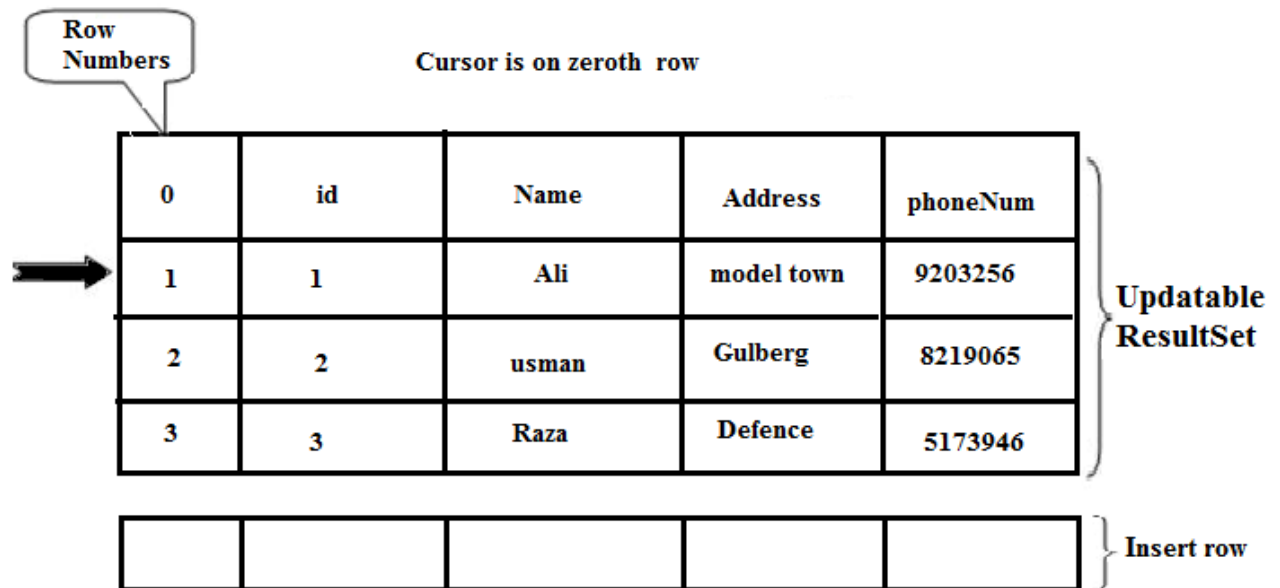 Row
Numbers
Cursor is on zeroth row
0 id Name Address phoneNum
1 1 Ali model town 9203256
2 2 usman Gulberg 8219065
3 3 Raza Defence 5173946
Updatable
ResultSet
Insert row